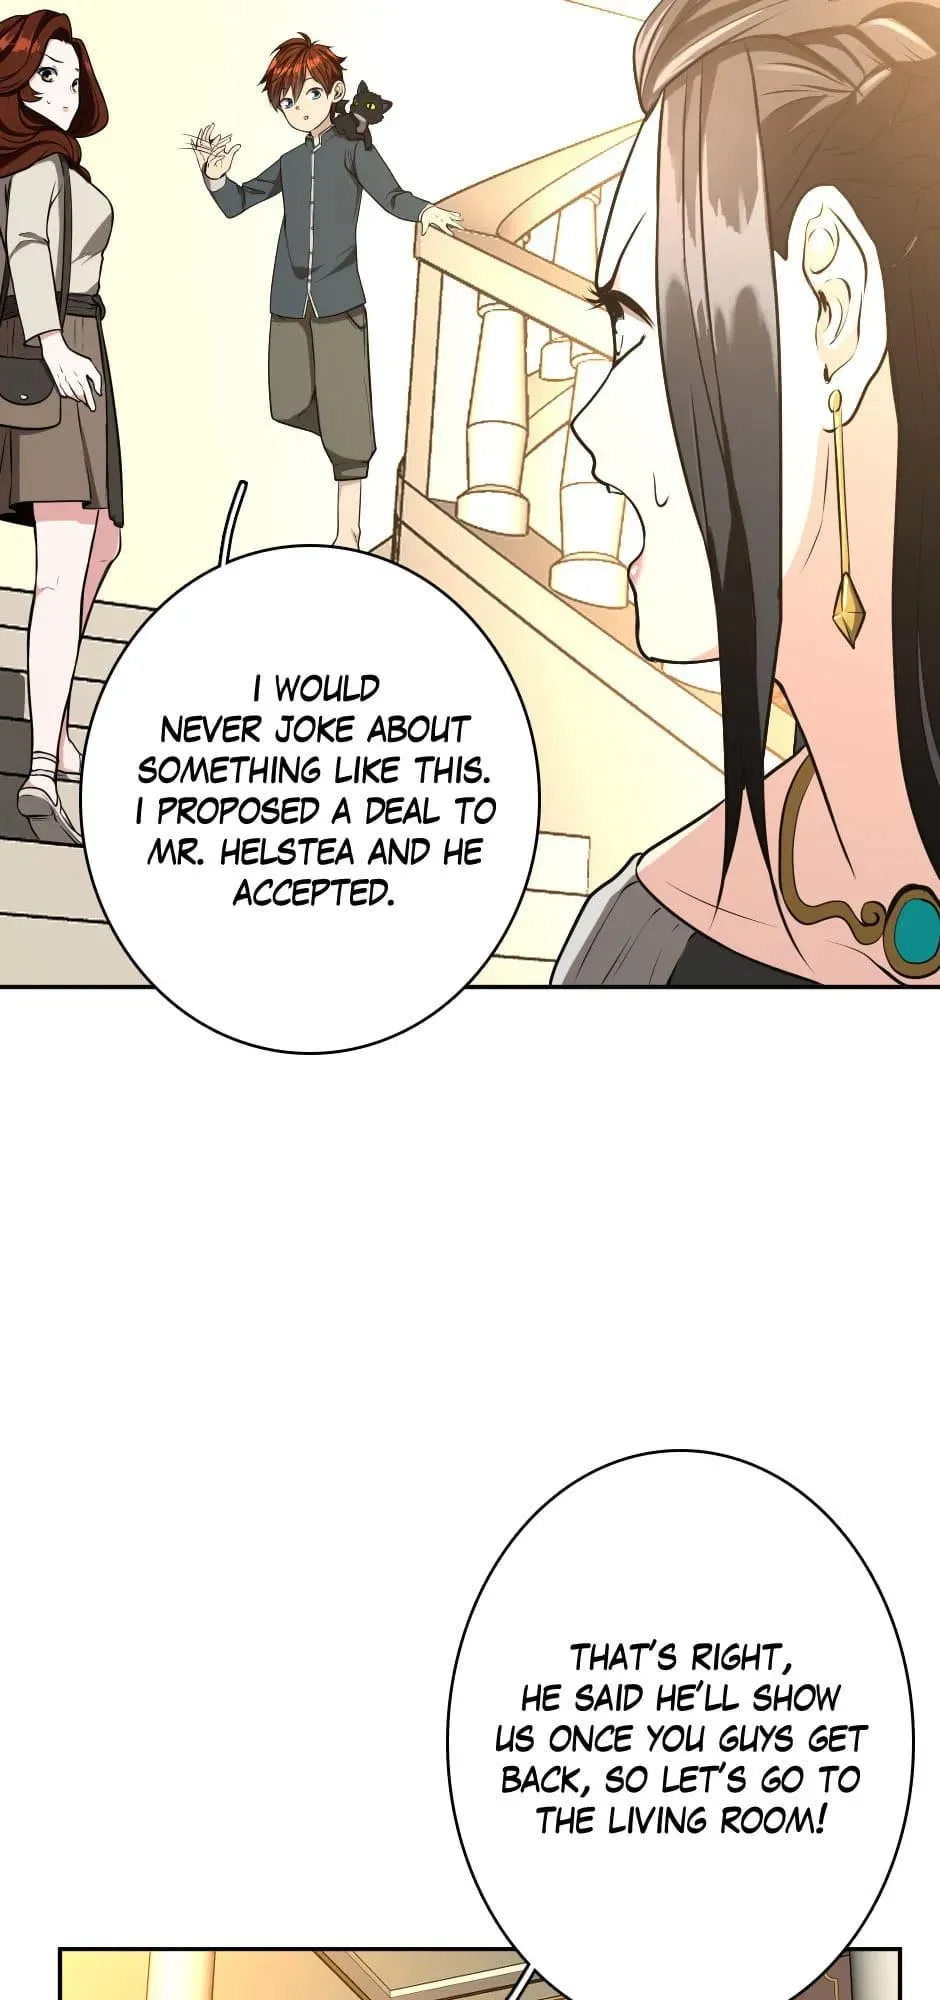 I WOULD
NEVER JOKE ABOUT
SOMETHING LIKE THIS.
I PROPOSED A DEAL TO
MR. HELSTEA AND HE
ACCEPTED.
THAT'S RIGHT,
HE SAID HE'LL SHOW
US ONCE YOU GUYS GET
BACK, SO LET'S GO TO
THE LIVING ROOM!